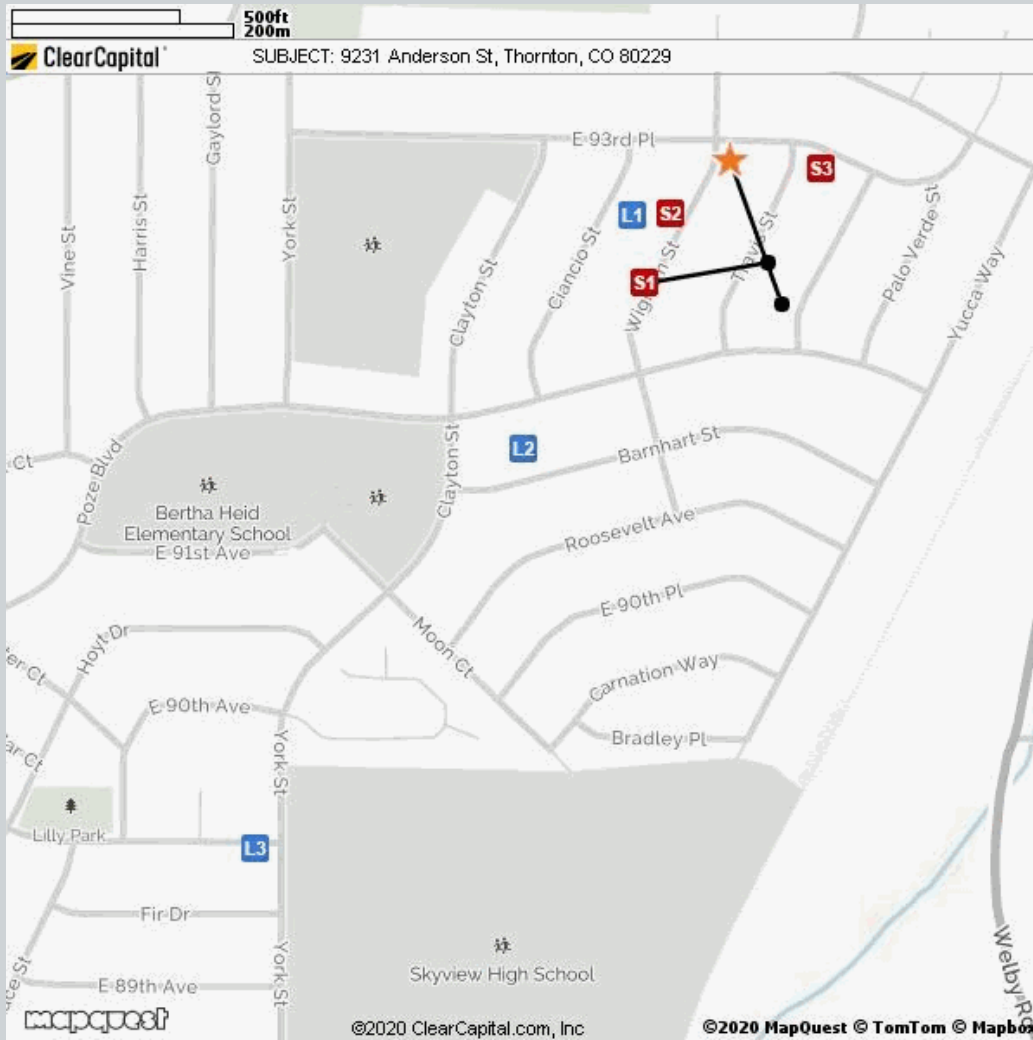 500ft
200m
ClearCapital
SUBJECT: 9231 Anderson St, Thornton, CO 80229
E 93rd Pl
S3
L1
S2
S1
Vine St
Harris St
Gaylord St
York St
Clayton St
Ciancio St
Travis St
Palo Verde St
Yucca Way
Ct
Poze Blvd
L2
Clayton St
Barnhart St
Bertha Heid
Elementary School
E 91st Ave
Roosevelt Ave
E 90th Pl
Hoyt Dr
Moon Ct
Carnation Way
E 90th Ave
Bradley Pl
York St
Lilly Park
L3
Fir Dr
Skyview High School
York St
E 89th Ave
mapquest
©2020 ClearCapital.com, Inc
©2020 MapQuest © TomTom © Mapbox